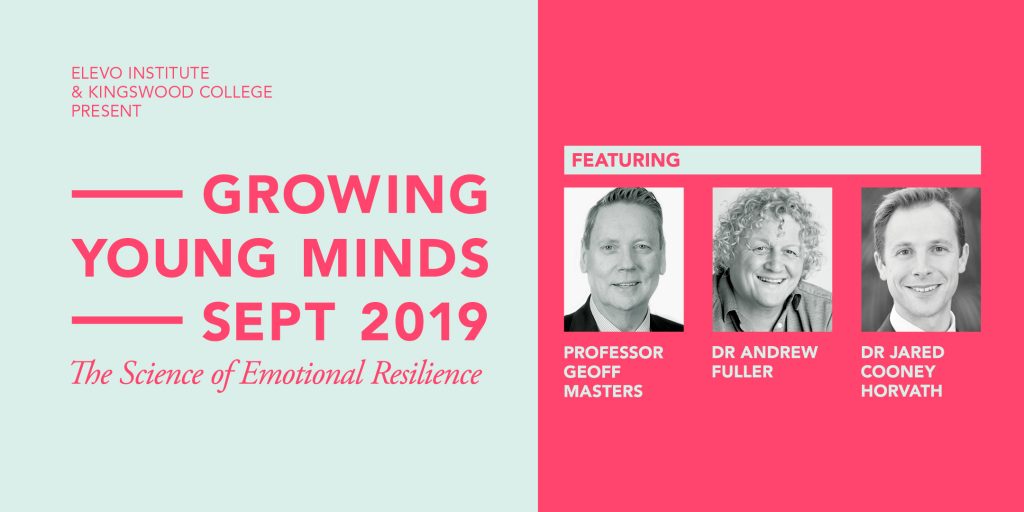 ELEVO INSTITUTE
& KINGSWOOD COLLEGE
PRESENT
GROWING
YOUNG MINDS
SEPT 2019
The Science of Emotional Resilience
FEATURING
PROFESSOR
GEOFF
MASTERS
DR ANDREW
FULLER
DR JARED
COONEY
HORVATH